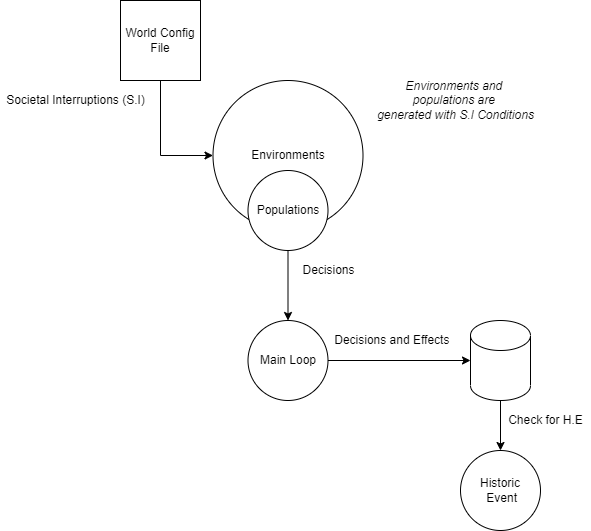 World Config
File
Societal Interruptions (S.I)
Environments and
populations are
generated with S.I Conditions
Environments
Populations
Decisions
Main Loop
Decisions and Effects
Check for H.E
Historic
Event